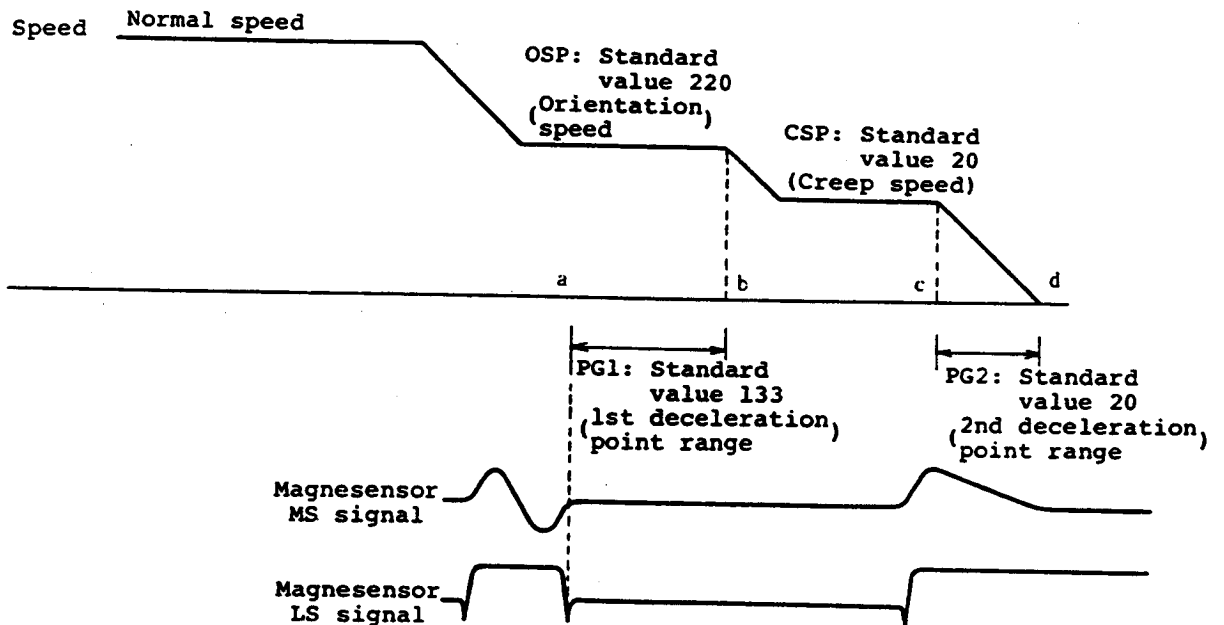 Speed
Normal speed
OSP: Standard
value 220
(Orientation)
speed
CSP: Standard
value 20
(Creep speed)
a
b
c
d
PG1: Standard
value 133
(1st deceleration)
point range
PG2: Standard
value 20
(2nd deceleration)
point range
Magnesensor
MS signal
Magnesensor
LS signal